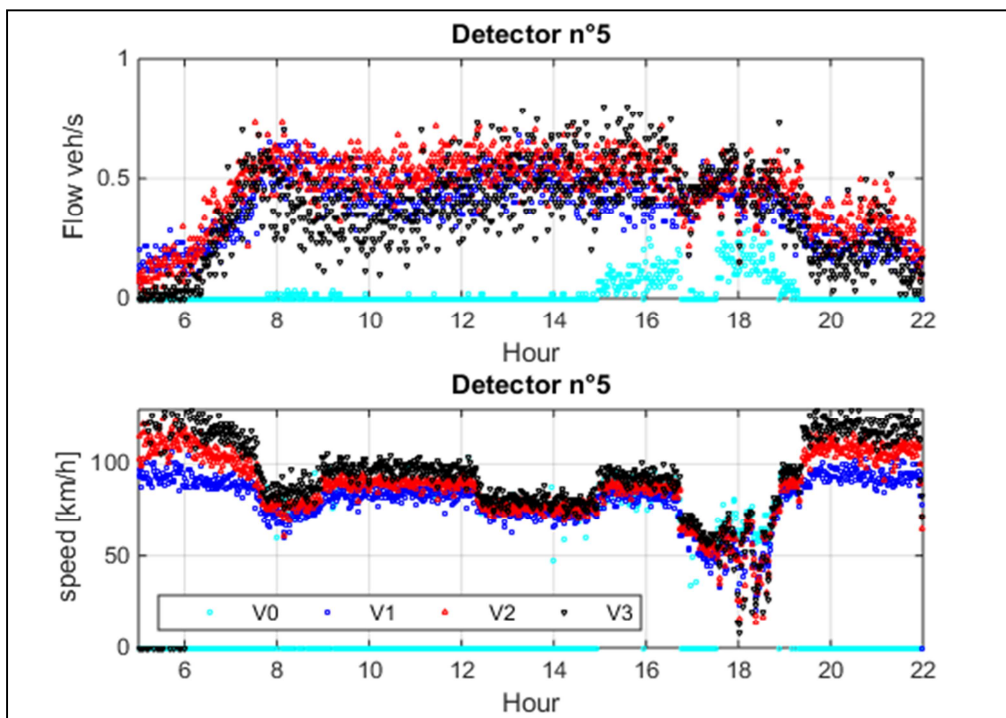 Detector n°5
Flow veh/s
1
0.5
0
6 8 10 12 14 16 18 20 22
Hour
Detector n°5
speed [km/h]
100
50
0
V0 V1 V2 V3
6 8 10 12 14 16 18 20 22
Hour